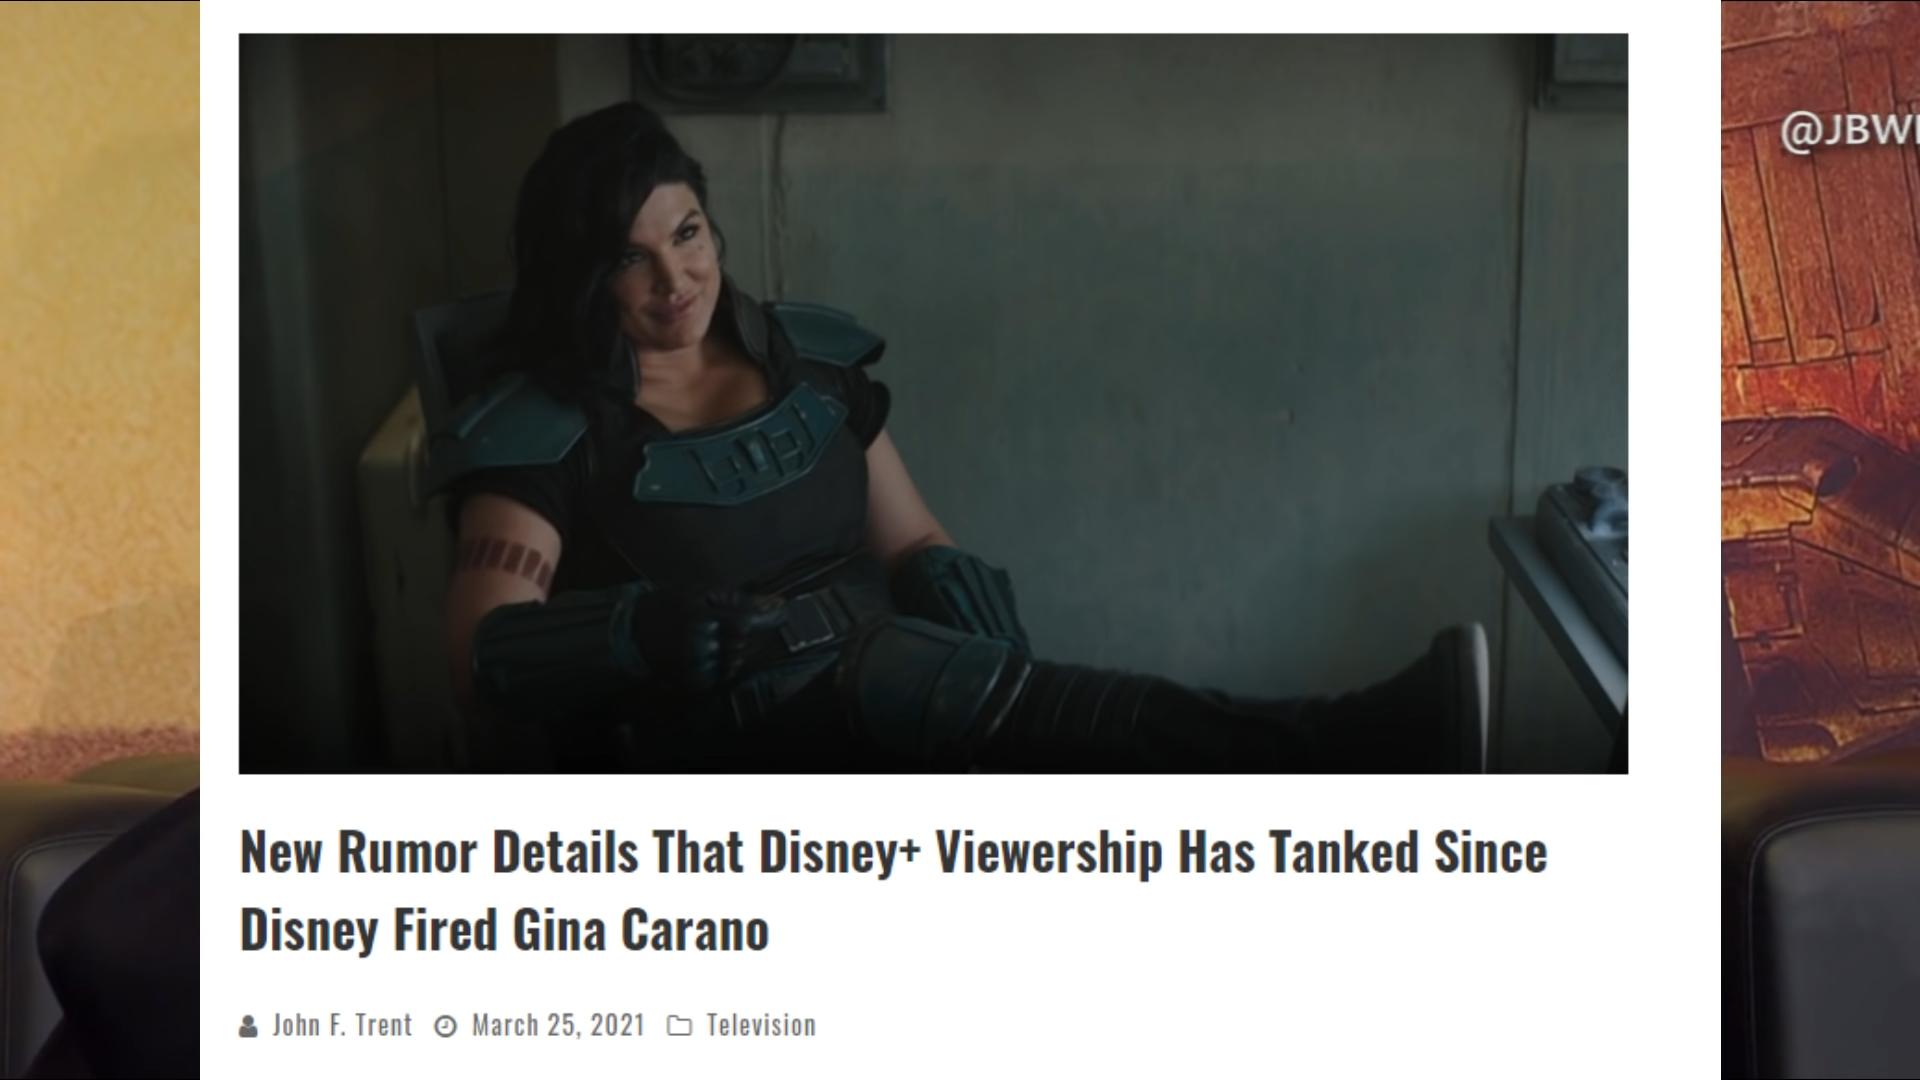 @JBW
New Rumor Details That Disney+ Viewership Has Tanked Since
Disney Fired Gina Carano
John F. Trent March 25, 2021 Television